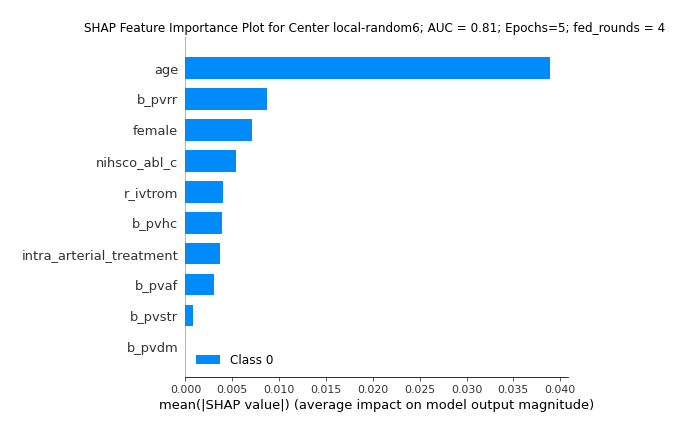 SHAP Feature Importance Plot for Center local-random6; AUC = 0.81; Epochs=5; fed_rounds = 4
age
b_pvrr
female
nihsco_abl_c
r_ivtrom
b_pvhc
intra_arterial_treatment
b_pvaf
b_pvstr
b_pvdm
Class 0
0.000 0.005 0.010 0.015 0.020 0.025 0.030 0.035 0.040
mean(|SHAP value|) (average impact on model output magnitude)